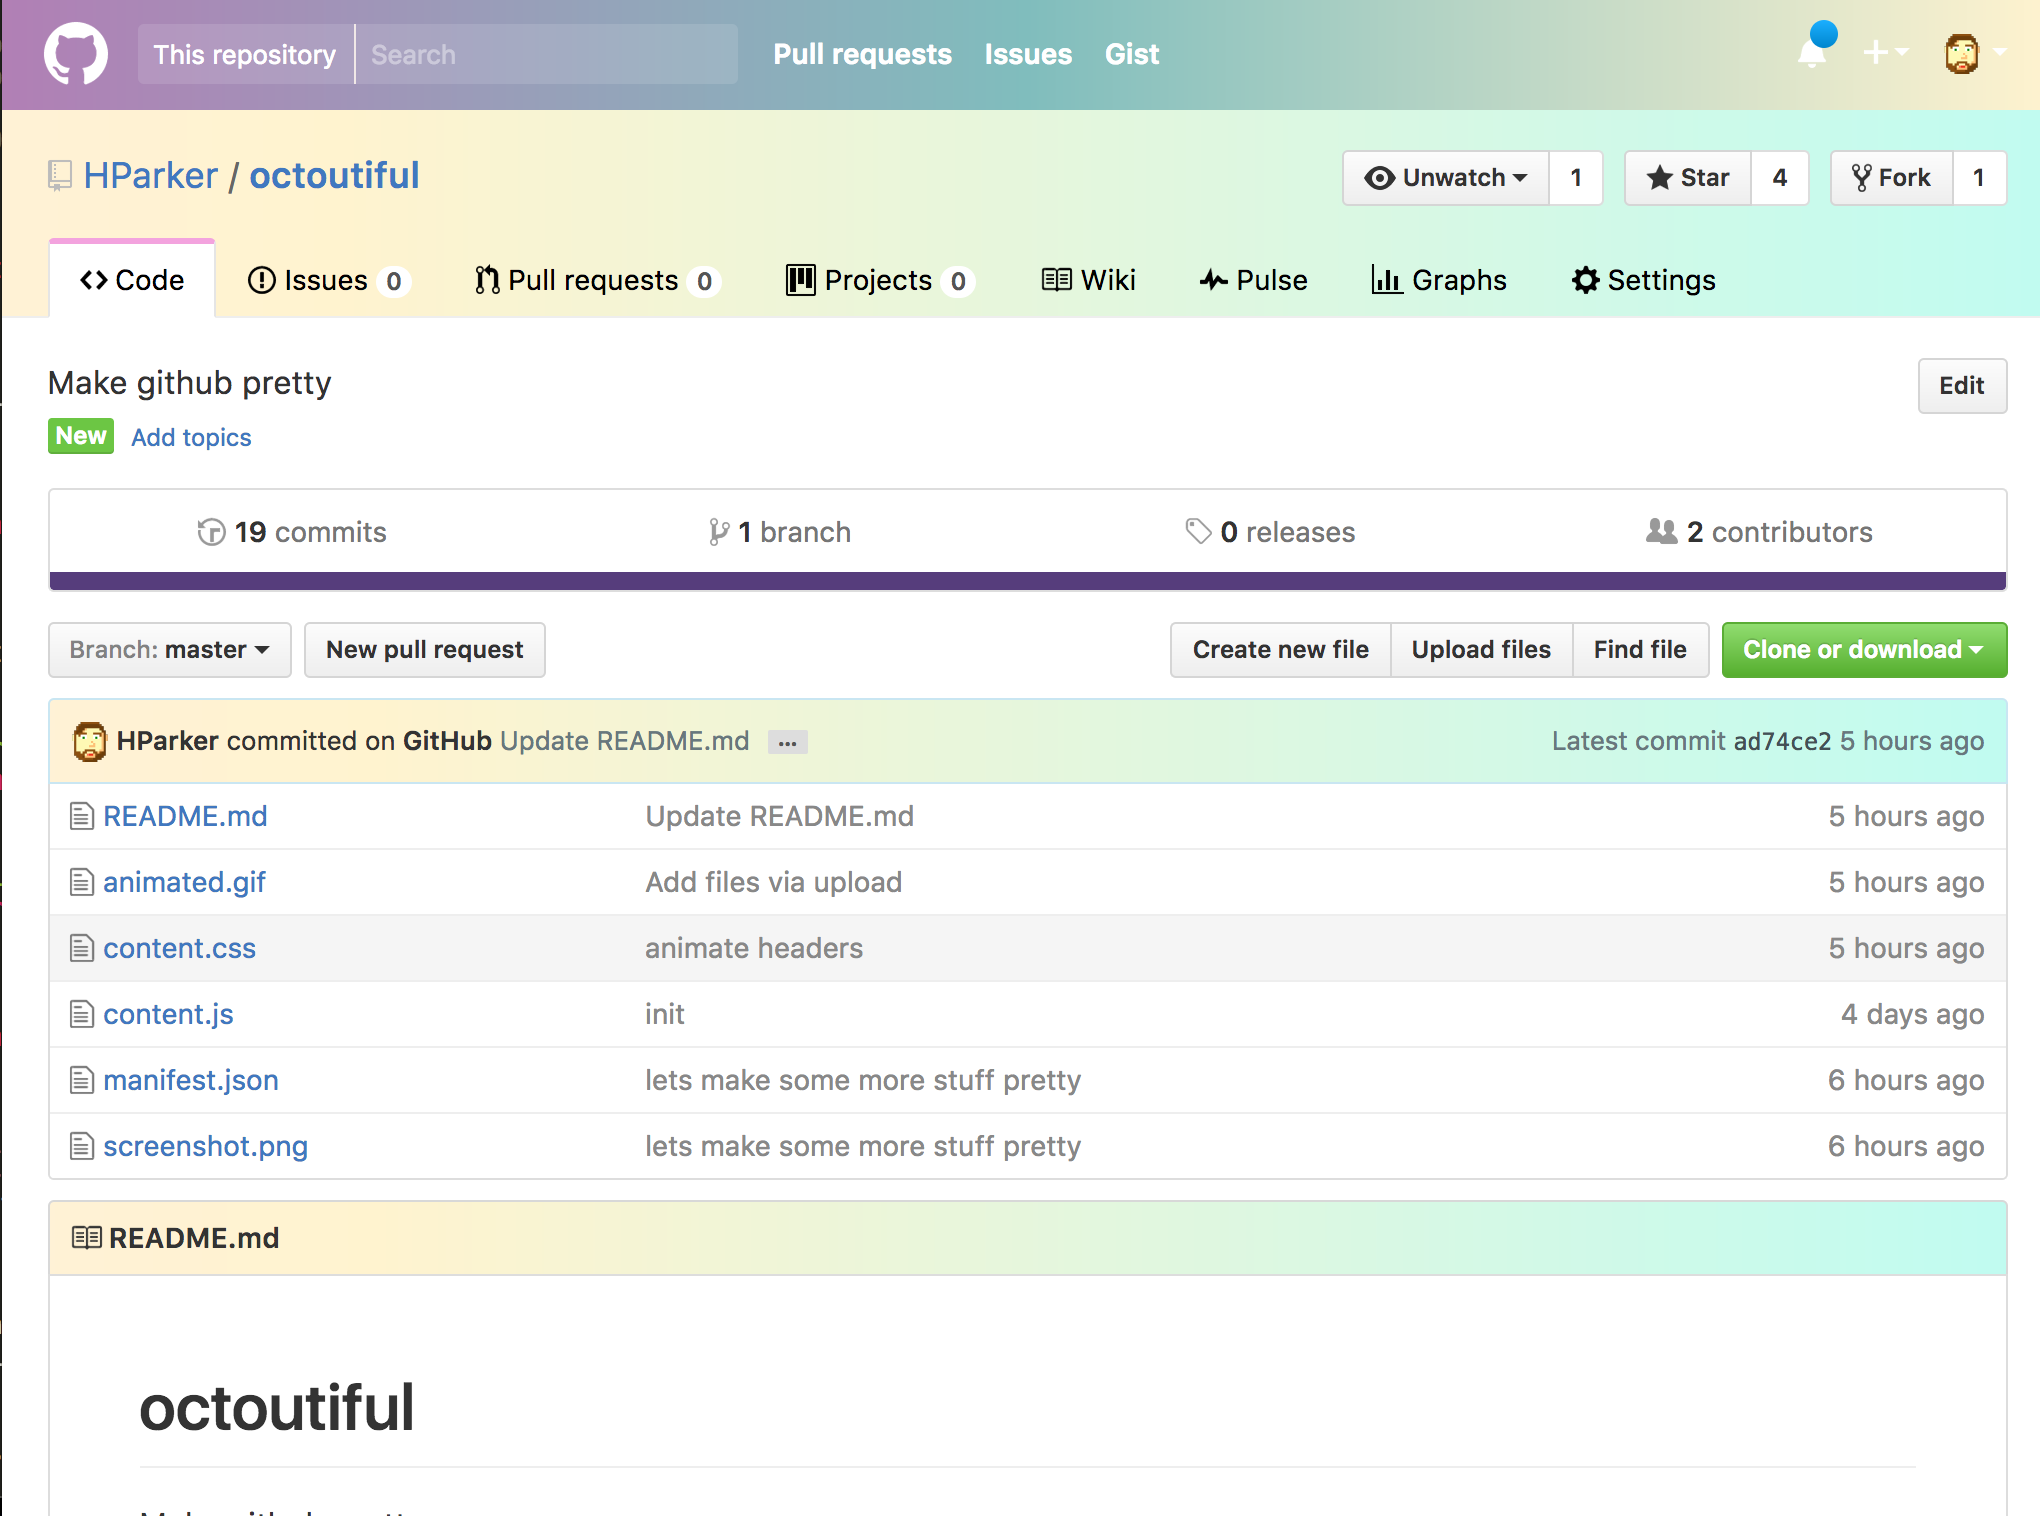 This repository Search Pull requests Issues Gist
HParker / octoutiful Unwatch 1 Star 4 Fork 1
Code Issues 0 Pull requests 0 Projects 0 Wiki Pulse Graphs Settings
Make github pretty Edit
New Add topics
19 commits 1 branch 0 releases 2 contributors
Branch: master New pull request Create new file Upload files Find file Clone or download
HParker committed on GitHub Update README.md … Latest commit ad74ce2 5 hours ago
README.md Update README.md 5 hours ago
animated.gif Add files via upload 5 hours ago
content.css animate headers 5 hours ago
content.js init 4 days ago
manifest.json lets make some more stuff pretty 6 hours ago
screenshot.png lets make some more stuff pretty 6 hours ago
README.md
octoutiful